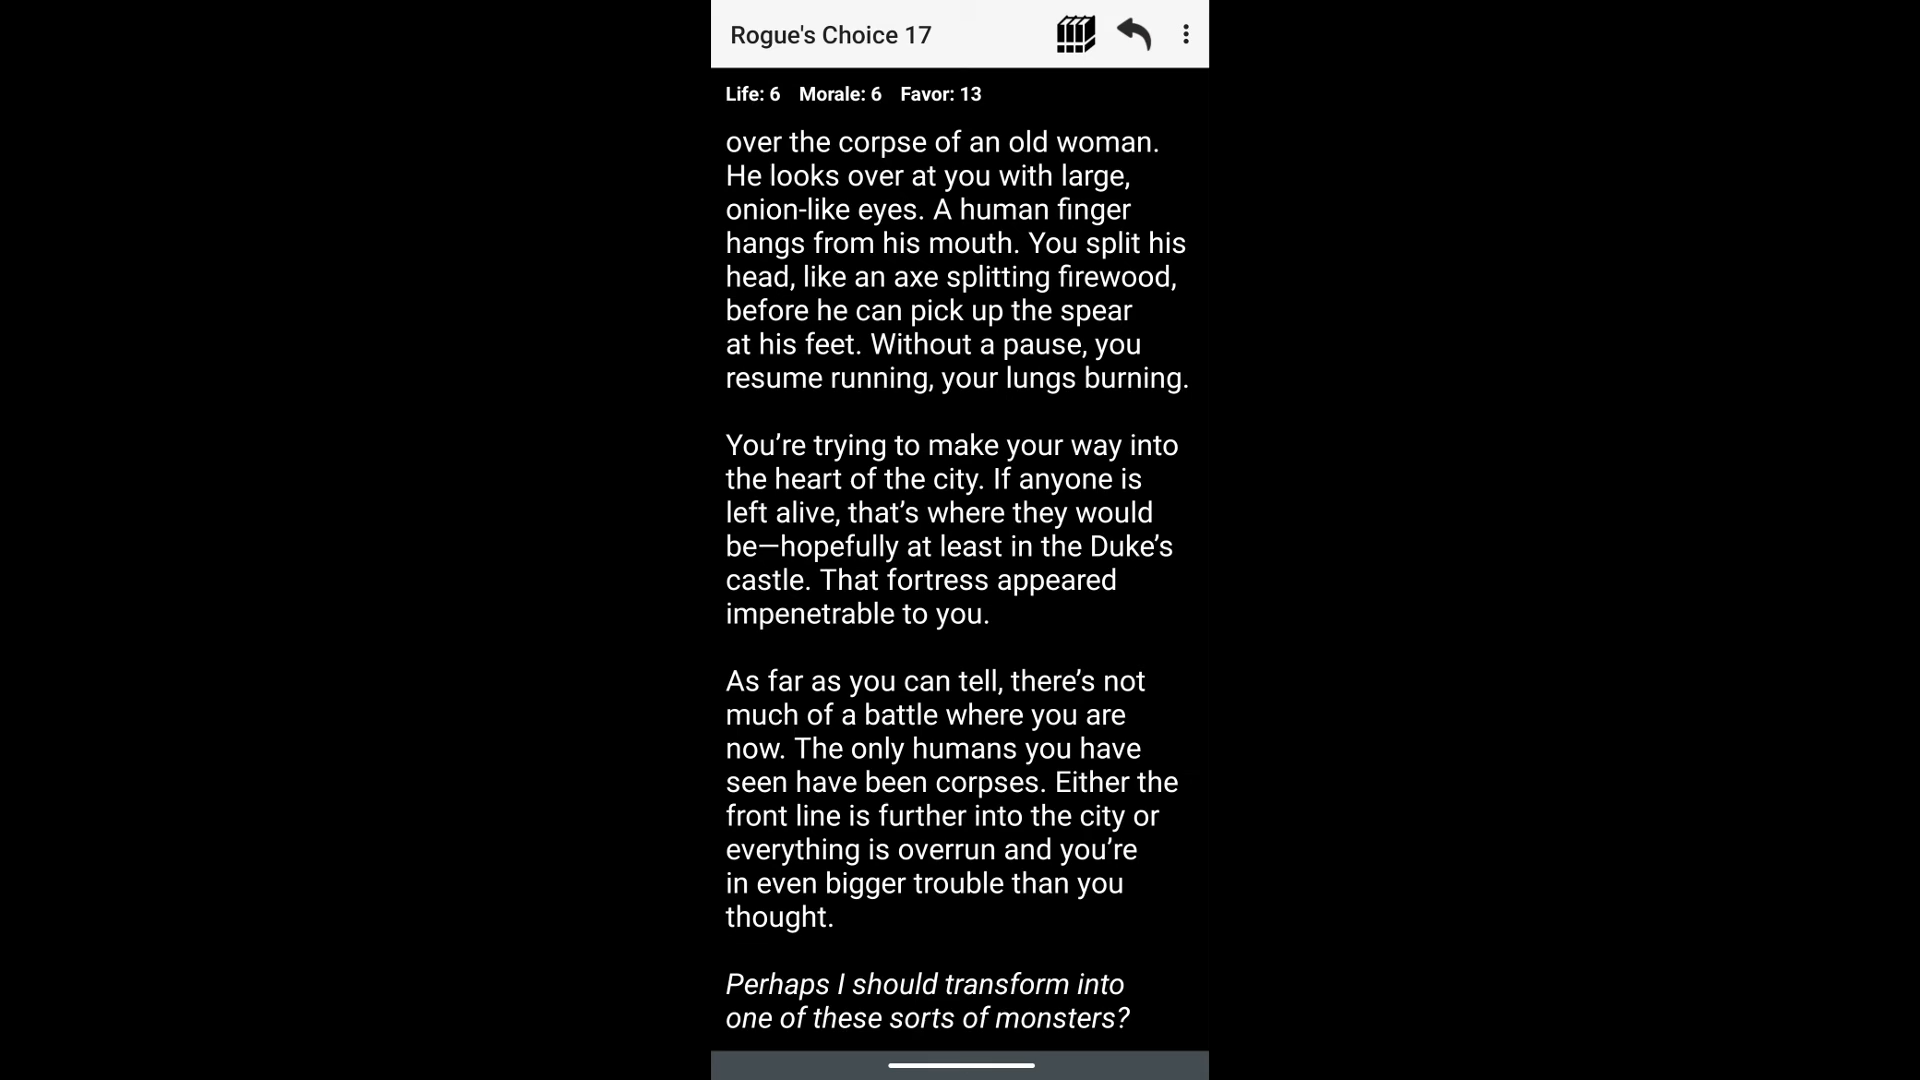 Rogue's Choice 17
Life: 6 Morale: 6 Favor: 13
over the corpse of an old woman.
He looks over at you with large,
onion-like eyes. A human finger
hangs from his mouth. You split his
head, like an axe splitting firewood,
before he can pick up the spear
at his feet. Without a pause, you
resume running, your lungs burning.
You’re trying to make your way into
the heart of the city. If anyone is
left alive, that’s where they would
be—hopefully at least in the Duke’s
castle. That fortress appeared
impenetrable to you.
As far as you can tell, there’s not
much of a battle where you are
now. The only humans you have
seen have been corpses. Either the
front line is further into the city or
everything is overrun and you’re
in even bigger trouble than you
thought.
Perhaps I should transform into
one of these sorts of monsters?